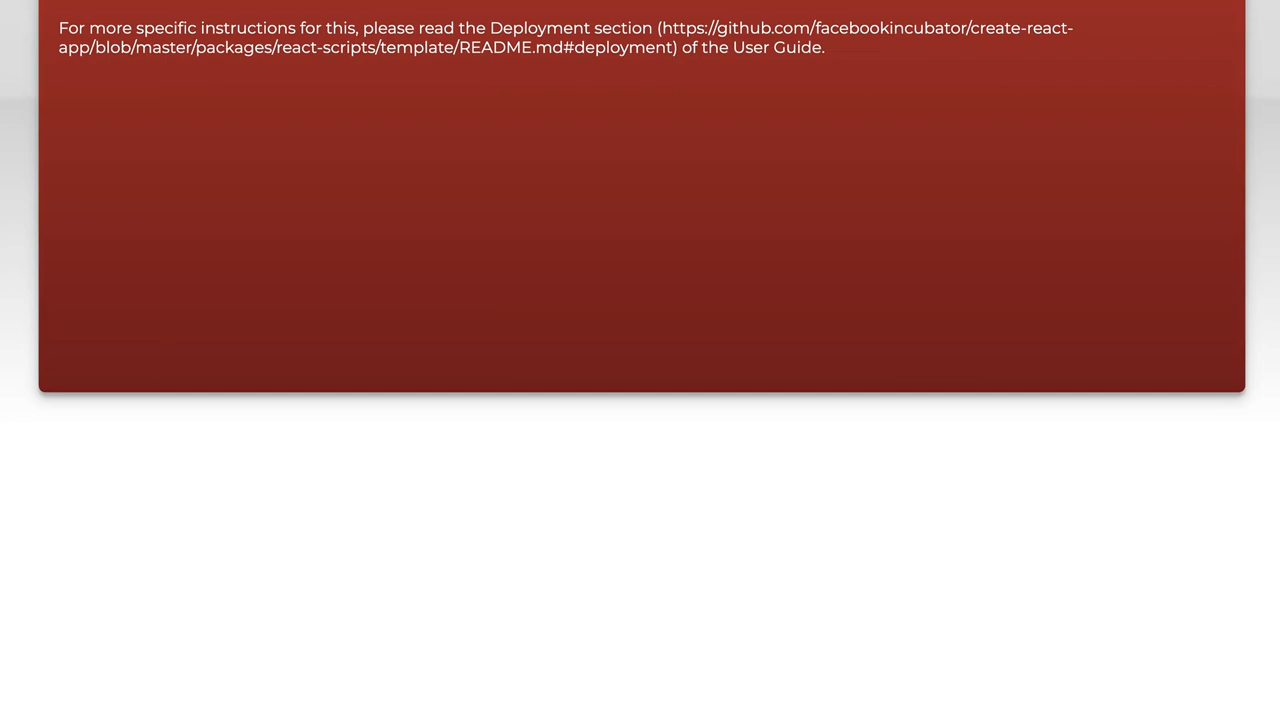 For more specific instructions for this, please read the Deployment section (https://github.com/facebookincubator/create-react-
app/blob/master/packages/react-scripts/template/README.md#deployment) of the User Guide.